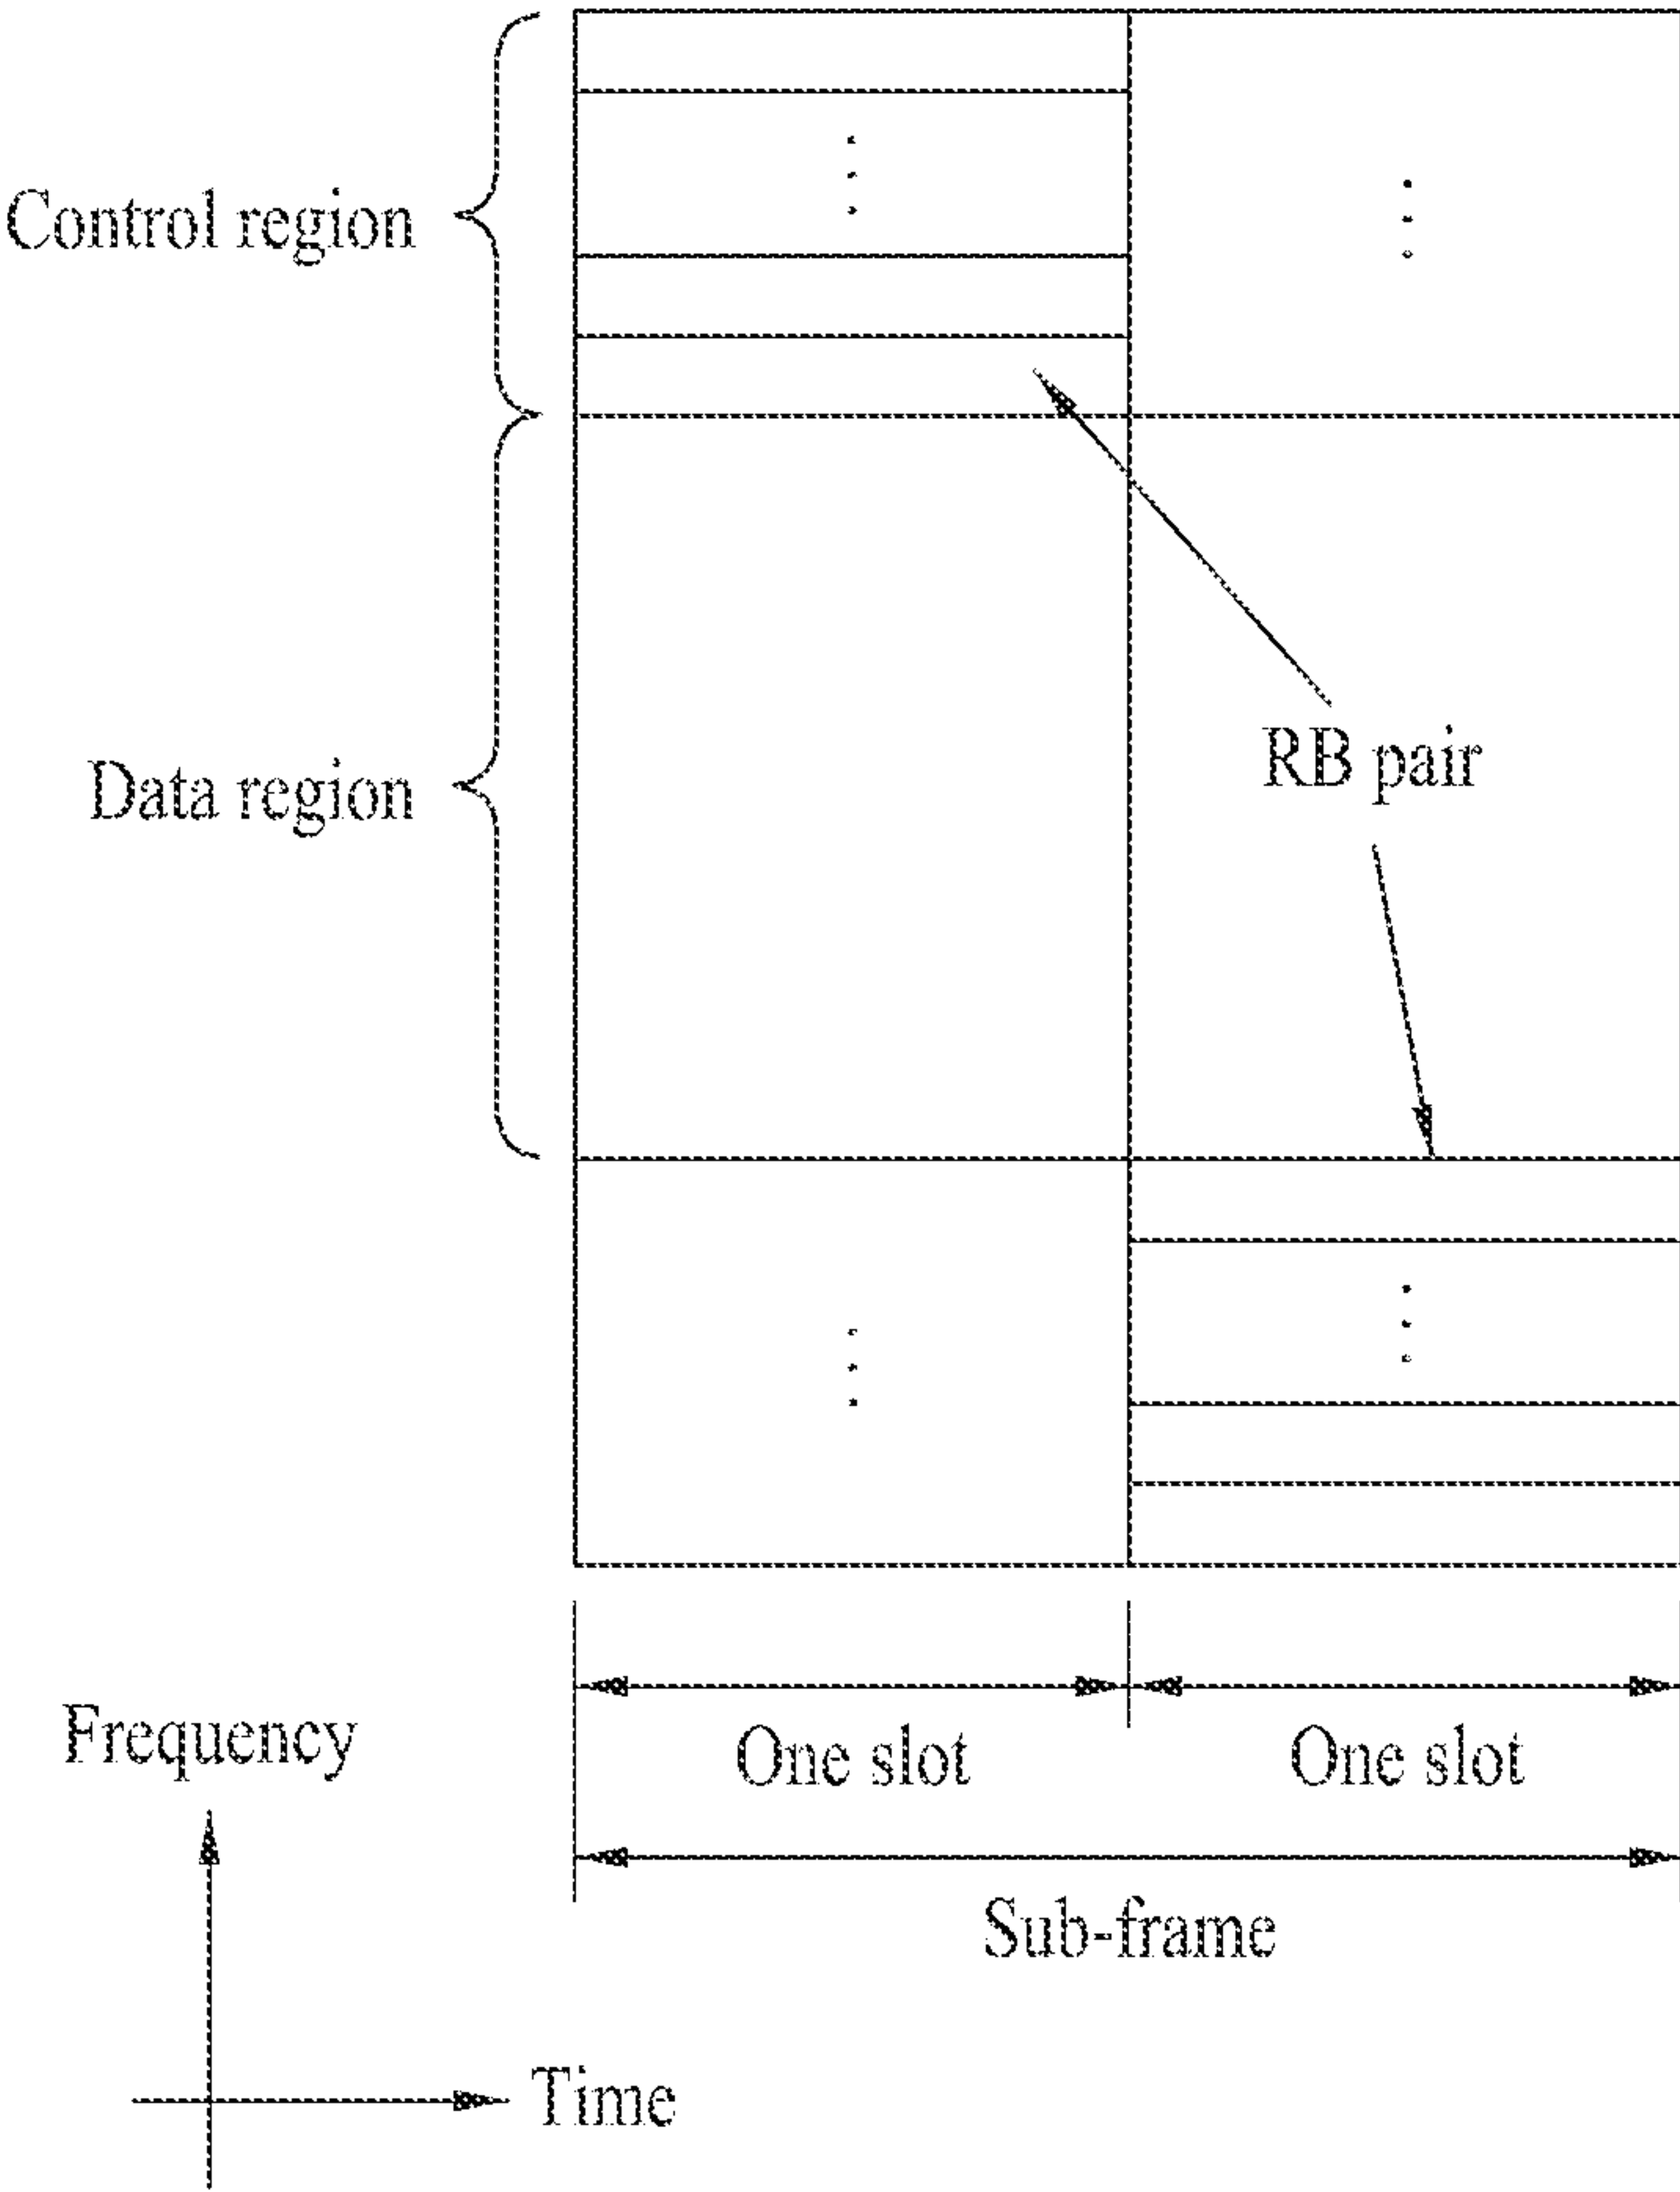 Control region
Data region
RB pair
One slot
One slot
Sub-frame
Frequency
Time